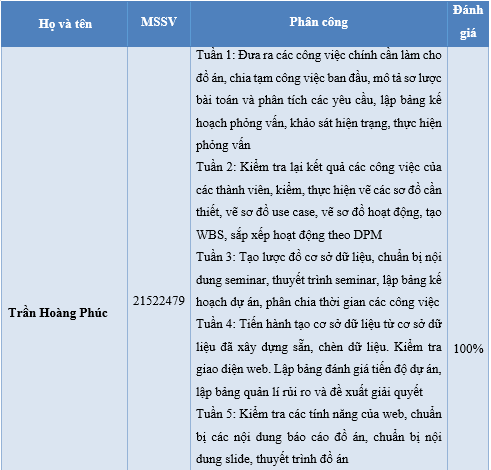 Họ và tên
MSSV
Phân công
Đánh
giá
Trần Hoàng Phúc
21522479
Tuần 1: Đưa ra các công việc chính cần làm cho
đồ án, chia tạm công việc ban đầu, mô tả sơ lược
bài toán và phân tích các yêu cầu, lập bảng kế
hoạch phỏng vấn, khảo sát hiện trạng, thực hiện
phỏng vấn
Tuần 2: Kiểm tra lại kết quả các công việc của
các thành viên, kiểm, thực hiện vẽ các sơ đồ cần
thiết, vẽ sơ đồ use case, vẽ sơ đồ hoạt động, tạo
WBS, sắp xếp hoạt động theo DPM
Tuần 3: Tạo lược đồ cơ sở dữ liệu, chuẩn bị nội
dung seminar, thuyết trình seminar, lập bảng kế
hoạch dự án, phân chia thời gian các công việc
Tuần 4: Tiến hành tạo cơ sở dữ liệu từ cơ sở dữ
liệu đã xây dựng sẵn, chèn dữ liệu. Kiểm tra
giao diện web. Lập bảng đánh giá tiến độ dự án,
lập bảng quản lí rủi ro và đề xuất giải quyết
Tuần 5: Kiểm tra các tính năng của web, chuẩn
bị các nội dung báo cáo đồ án, chuẩn bị nội
dung slide, thuyết trình đồ án
100%